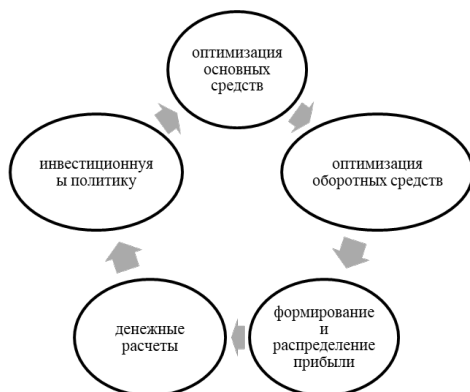 оптимизация
основных
средств
оптимизация
оборотных средств
формирование
и
распределение
прибыли
денежные
расчеты
инвестиционнуя
ы политику